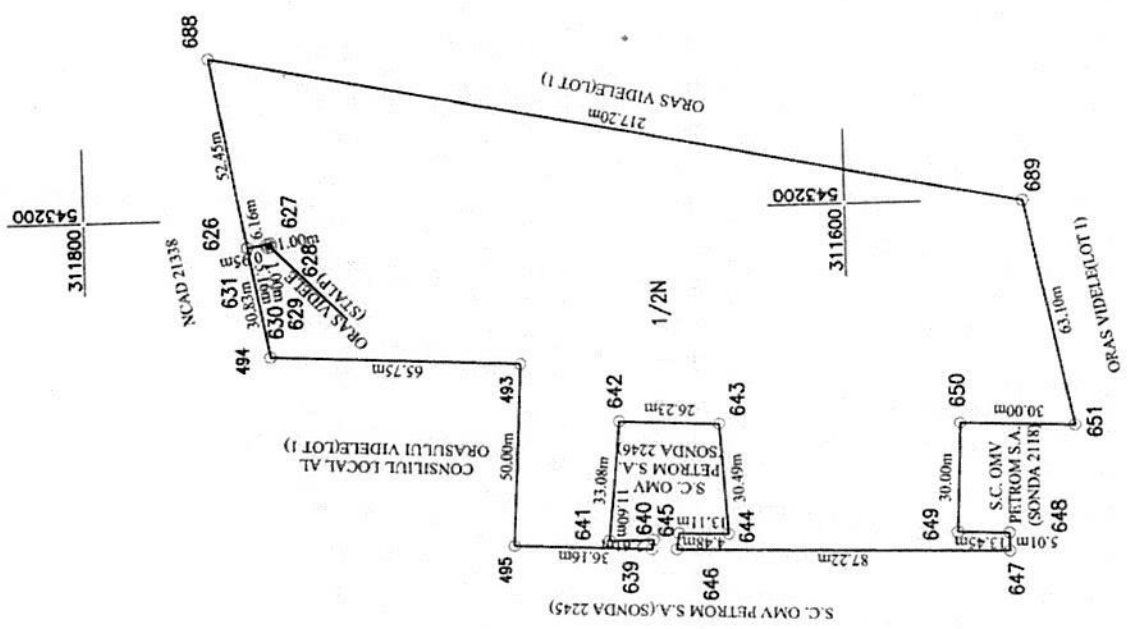 688
543200
311800
NCAD 21338
626
52.45m
6.16m
627
1.00m
628
631
30.83m
630
629
ORAS VIDELE
(STALP)
494
ORAS VIDELE(LOT 1)
217.20m
65.75m
493
CONSILIUL LOCAL AL
ORASULUI VIDELE(LOT 1)
50.00m
495
1/2N
543200
311600
689
642
33.08m
641
36.16m
11.60m
640
639
26.23m
S.C. OMV
PETROM S.A.
(SONDA 2246)
643
30.49m
645
13.11m
644
4.48m
646
87.22m
S.C. OMV PETROM S.A.(SONDA 2245)
650
30.00m
30.00m
649
S.C. OMV
PETROM S.A.
(SONDA 2118)
13.45m
648
5.01m
647
63.10m
651
ORAS VIDELE(LOT 1)